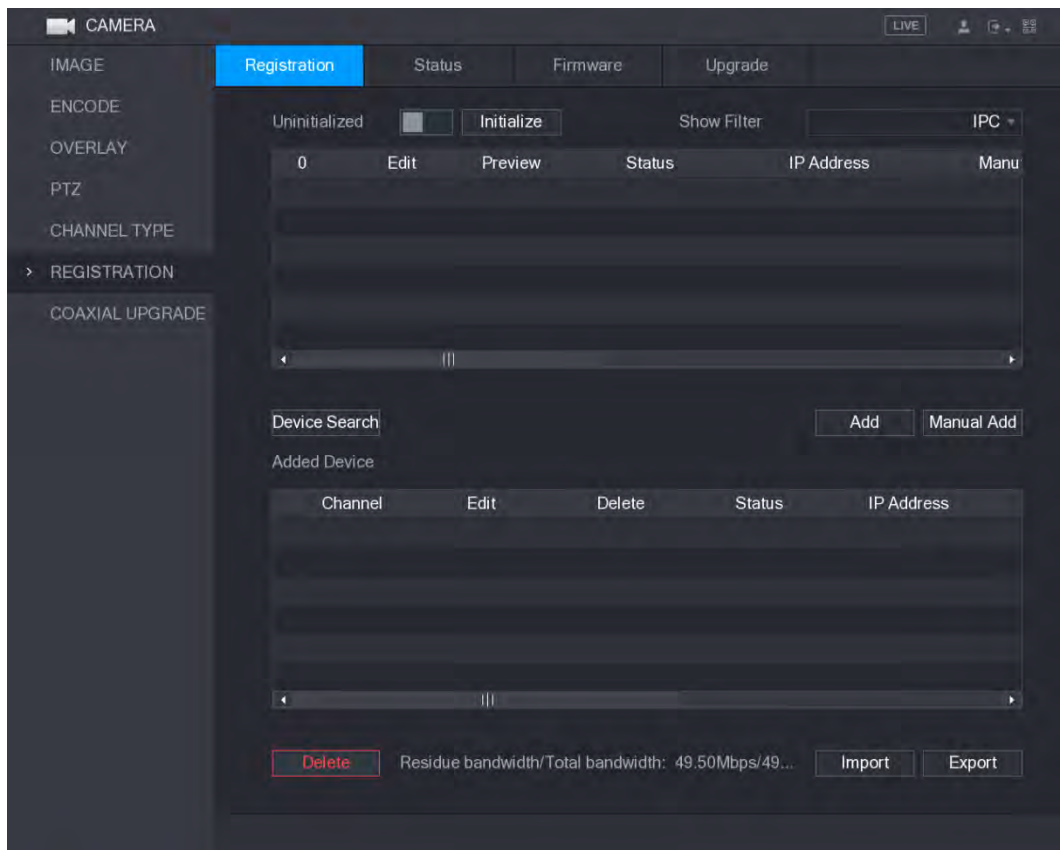 CAMERA LIVE
IMAGE
ENCODE
OVERLAY
PTZ
CHANNEL TYPE
REGISTRATION
COAXIAL UPGRADE
Registration Status Firmware Upgrade
Uninitialized Initialize Show Filter IPC
0 Edit Preview Status IP Address Manu
Device Search Add Manual Add
Added Device
Channel Edit Delete Status IP Address
Delete Residue bandwidth/Total bandwidth: 49.50Mbps/49... Import Export